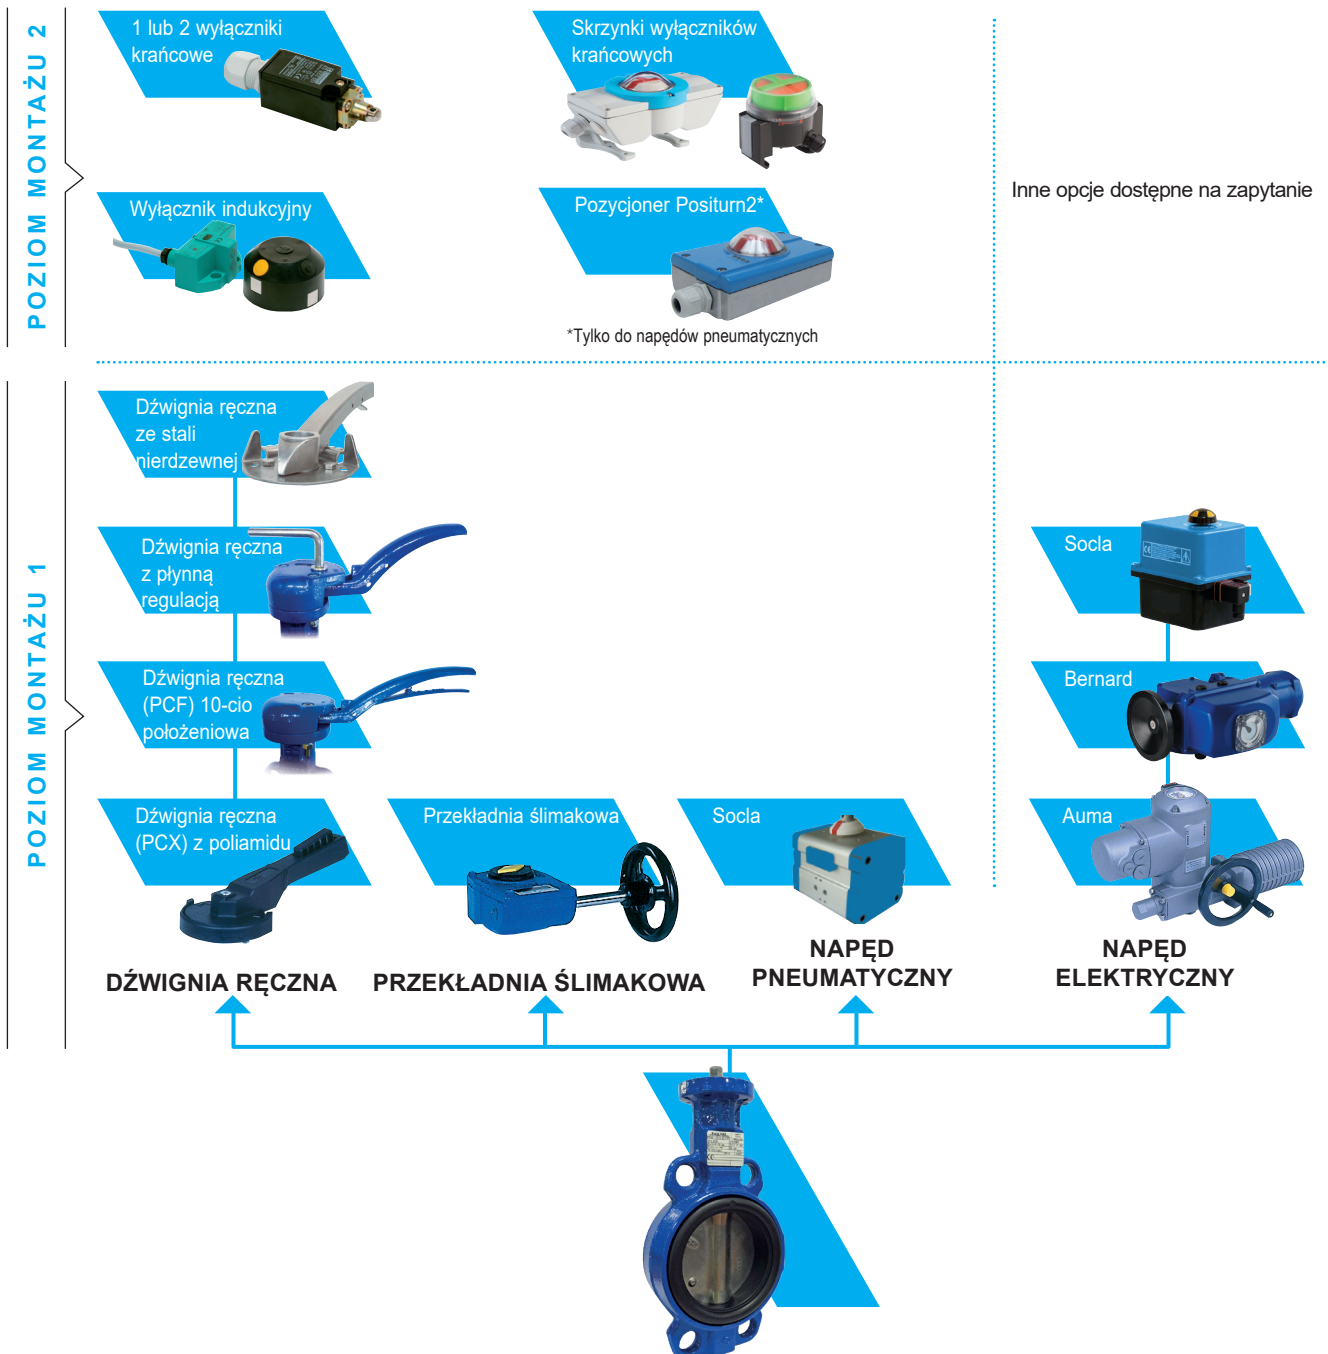 POZIOM MONTAŻU 2
1 lub 2 wyłączniki
krańcowe
Skrzynki wyłączników
krańcowych
Wyłącznik indukcyjny
Pozycjoner Positurn2*
*Tylko do napędów pneumatycznych
Inne opcje dostępne na zapytanie
POZIOM MONTAŻU 1
Dźwignia ręczna
ze stali
nierdzewnej
Dźwignia ręczna
z płynną
regulacją
Dźwignia ręczna
(PCF) 10-cio
położeniowa
Dźwignia ręczna
(PCX) z poliamidu
Przekładnia ślimakowa
Socla
Socla
Bernard
Auma
DŹWIGNIA RĘCZNA
PRZEKŁADNIA ŚLIMAKOWA
NAPĘD
PNEUMATYCZNY
NAPĘD
ELEKTRYCZNY